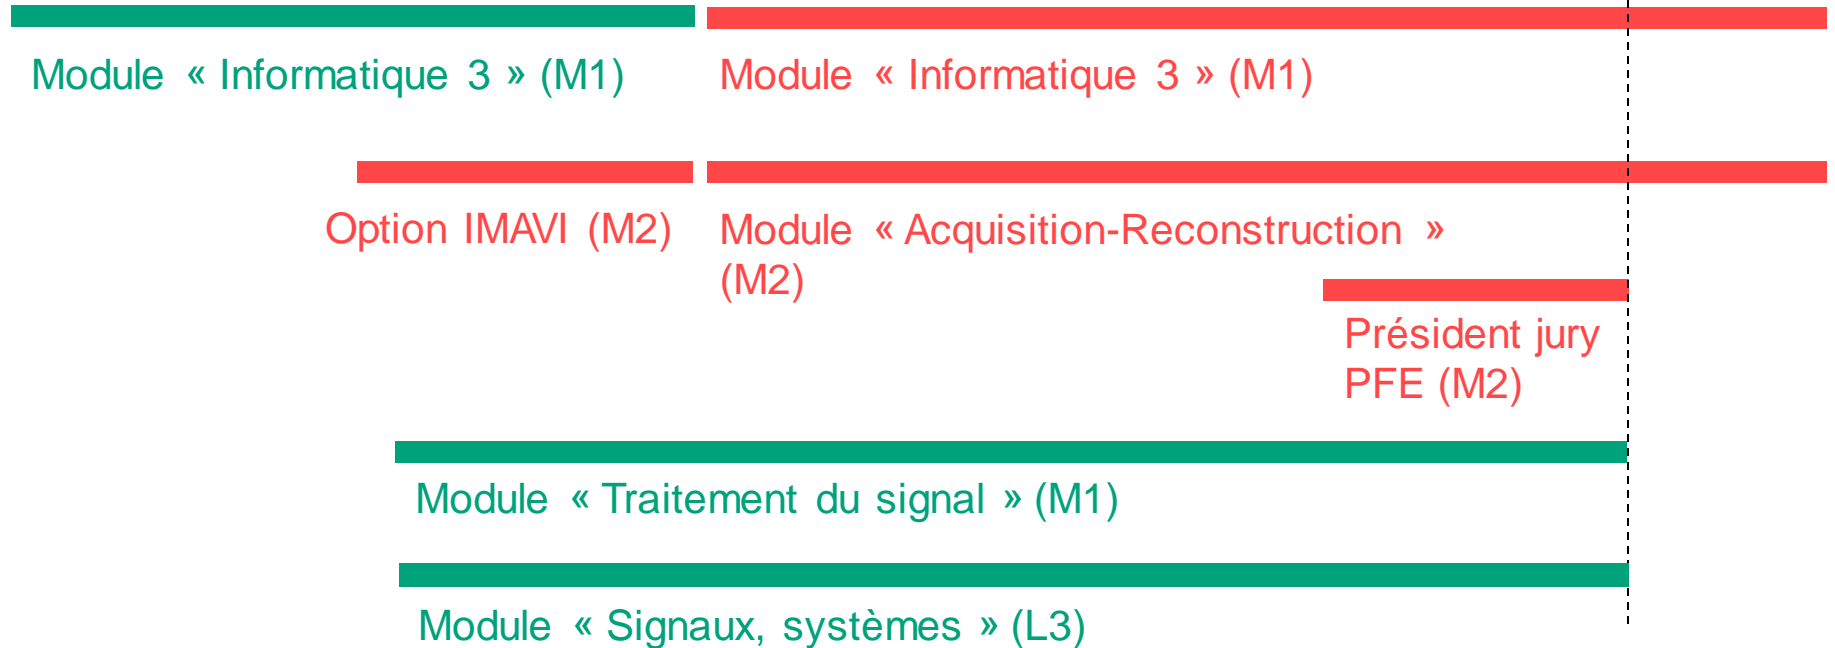 Module « Informatique 3 » (M1)
Module « Informatique 3 » (M1)
Option IMAVI (M2)
Module « Acquisition-Reconstruction »
(M2)
Président jury
PFE (M2)
Module « Traitement du signal » (M1)
Module « Signaux, systèmes » (L3)